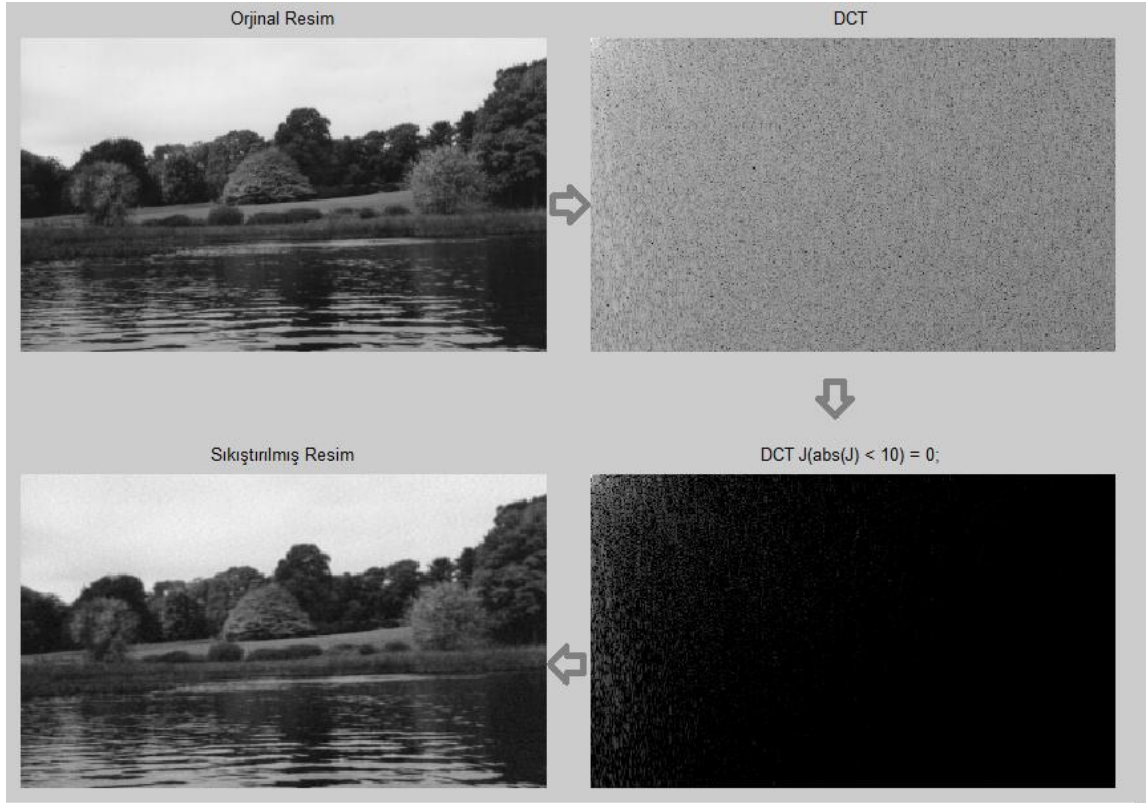 Orjinal Resim
DCT
Sıkıştırılmış Resim
DCT J(abs(J) < 10) = 0;